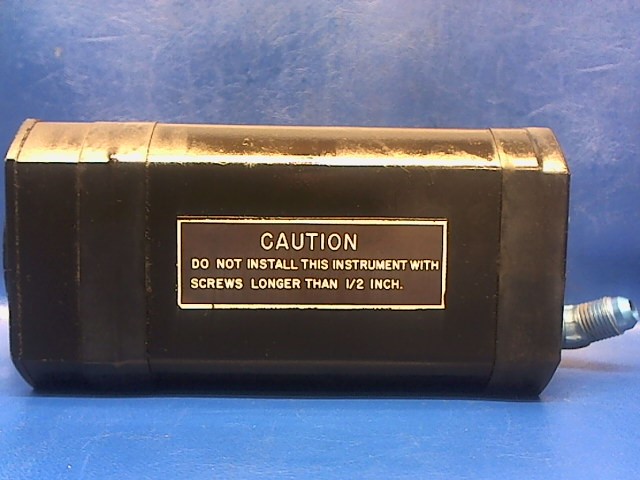 CAUTION
DO NOT INSTALL THIS INSTRUMENT WITH
SCREWS LONGER THAN 1/2 INCH.